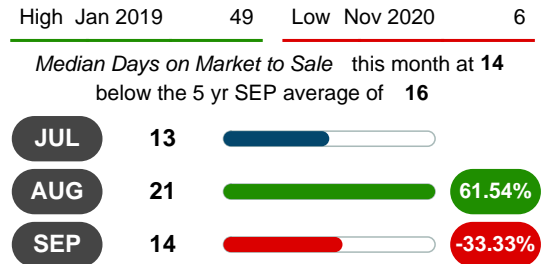 High Jan 2019 49 Low Nov 2020 6
Median Days on Market to Sale this month at 14
below the 5 yr SEP average of 16
JUL 13
AUG 21 61.54%
SEP 14 -33.33%